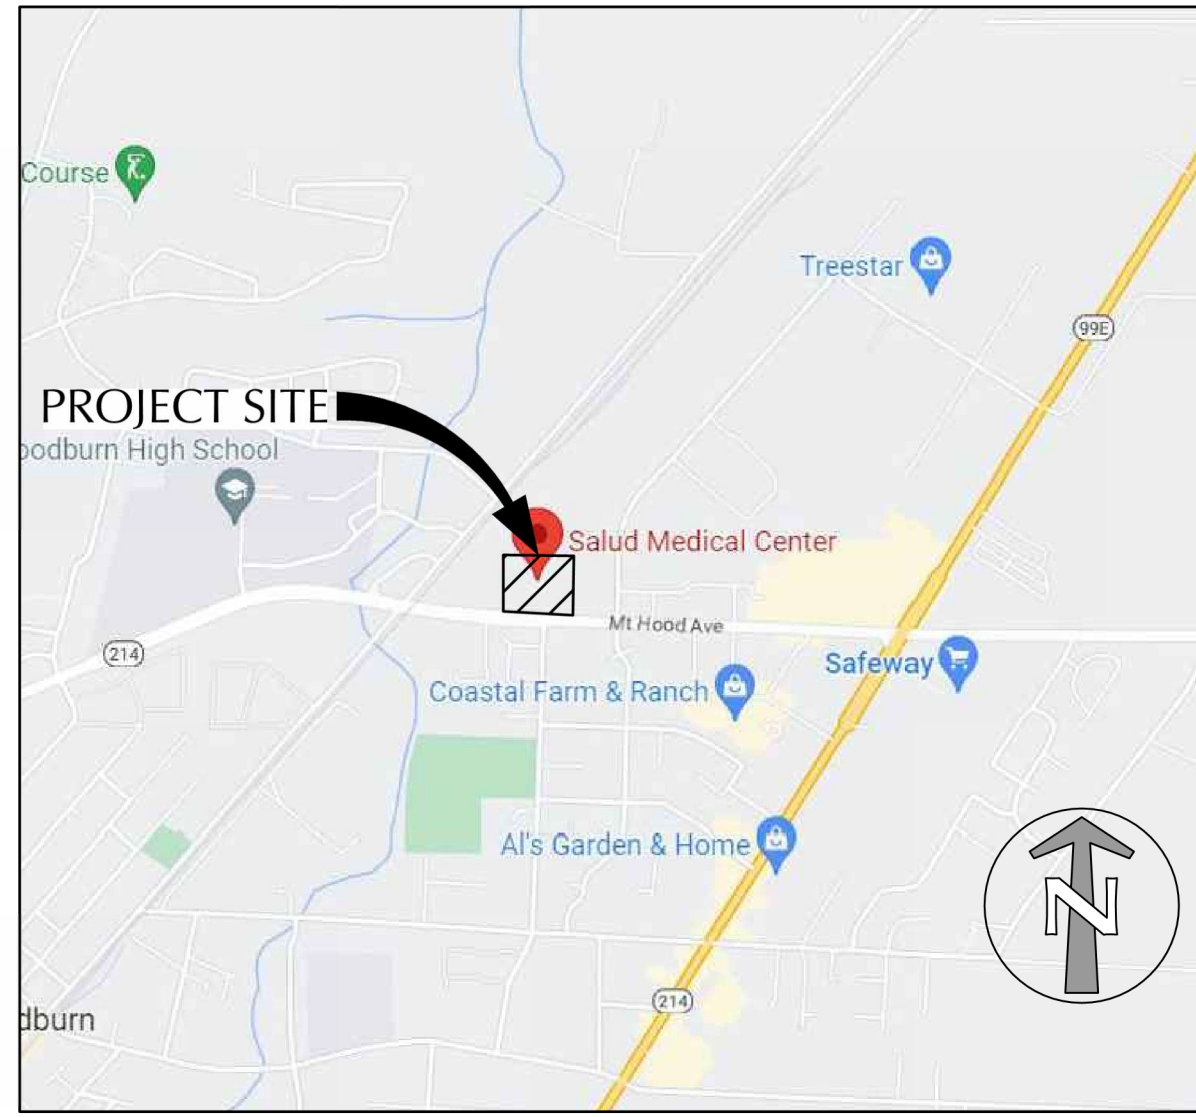 Course
Treestar
99E
PROJECT SITE
oodburn High School
Salud Medical Center
Mt Hood Ave
214
Safeway
Coastal Farm & Ranch
Al's Garden & Home
N
214
dburn